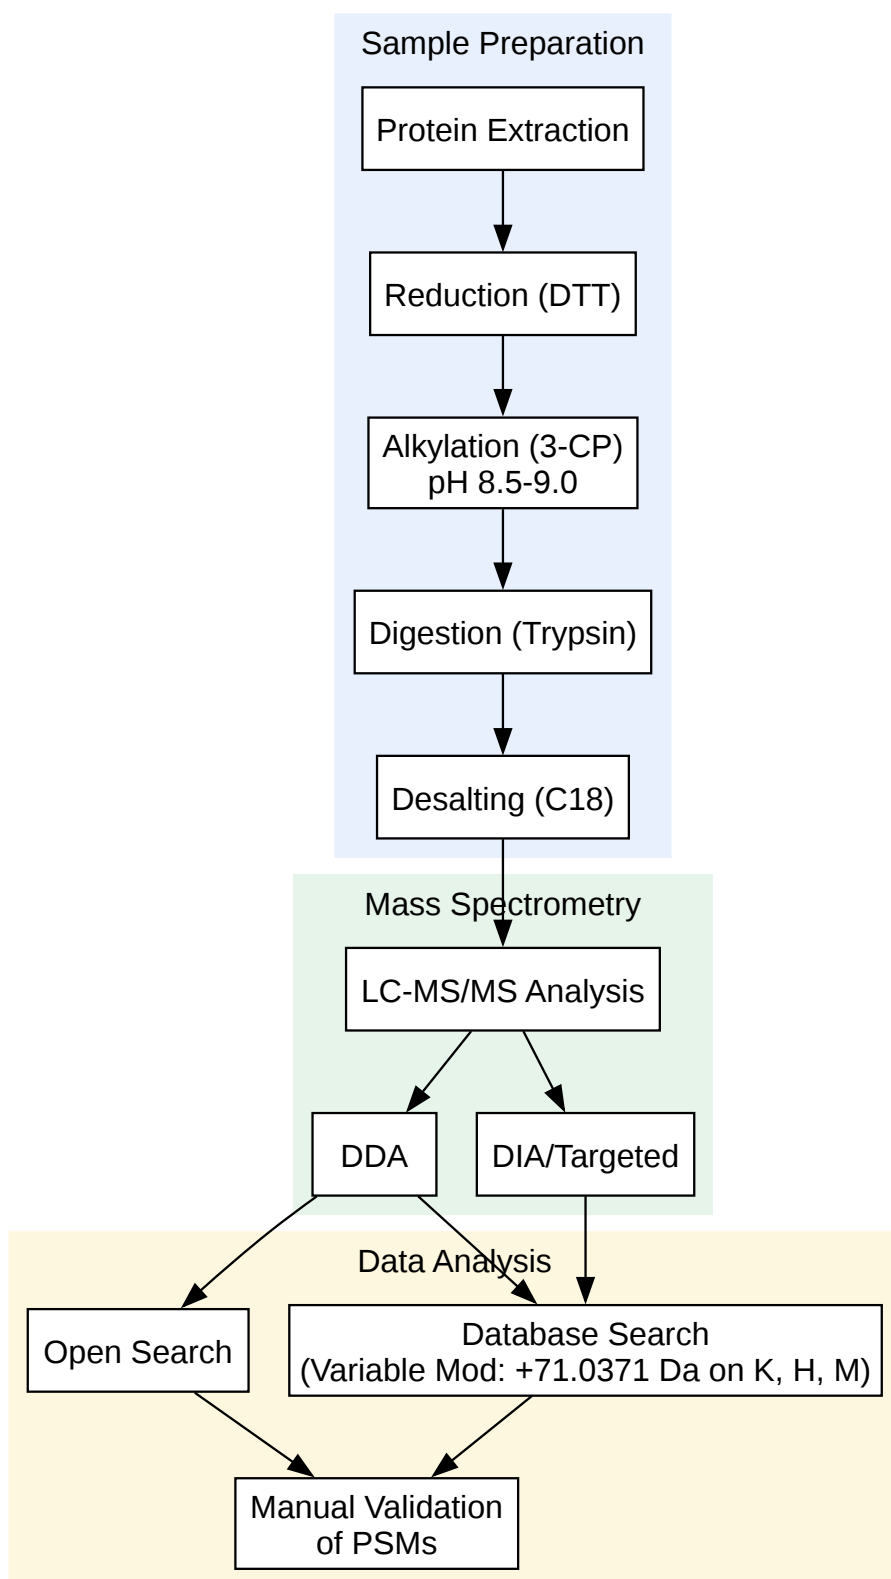 Sample Preparation
Protein Extraction
Reduction (DTT)
Alkylation (3-CP)
pH 8.5-9.0
Digestion (Trypsin)
Desalting (C18)
Mass Spectrometry
LC-MS/MS Analysis
DDA
DIA/Targeted
Data Analysis
Open Search
Database Search
(Variable Mod: +71.0371 Da on K, H, M)
Manual Validation
of PSMs